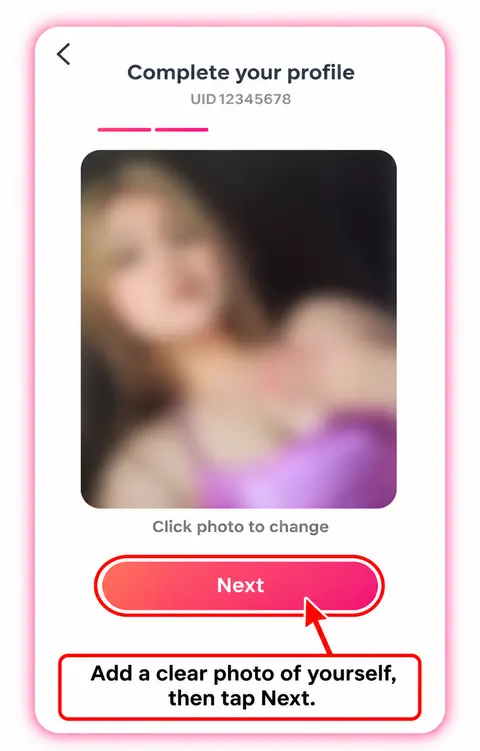 Complete your profile
UID 12345678
Click photo to change
Next
Add a clear photo of yourself,
then tap Next.